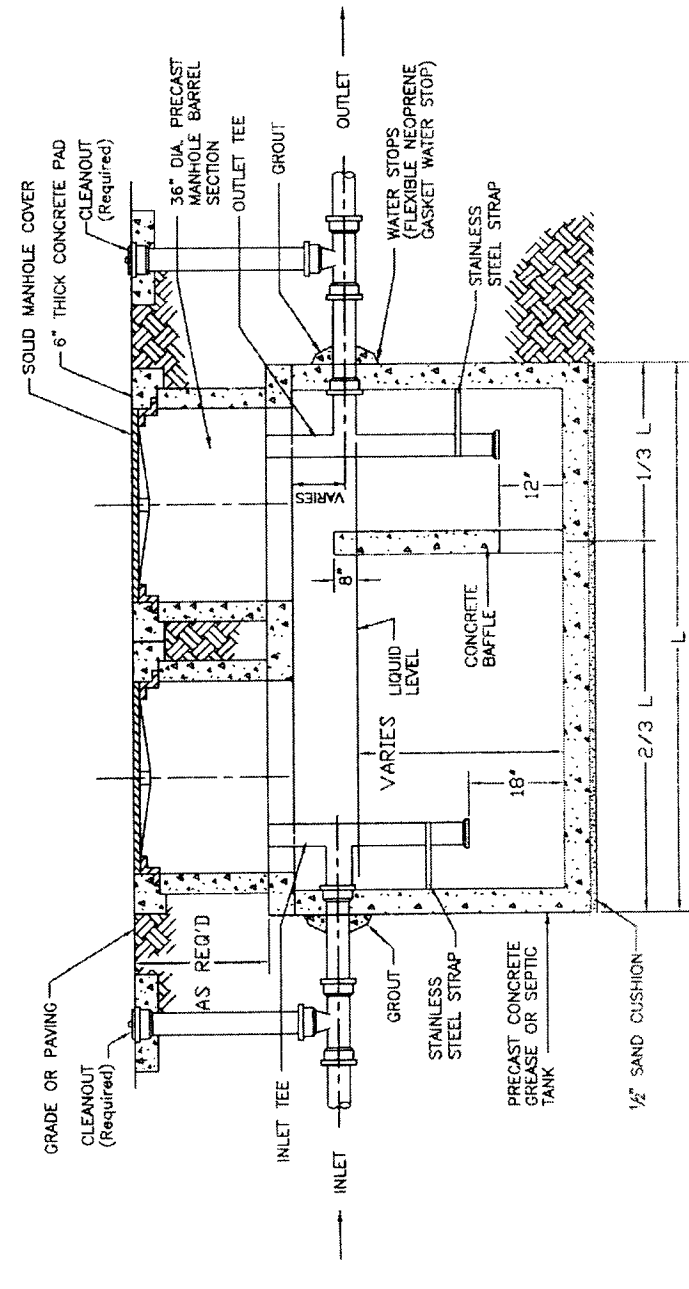 SOLID MANHOLE COVER
6" THICK CONCRETE PAD
CLEANOUT
(Required)
36" DIA. PRECAST
MANHOLE BARREL
SECTION
OUTLET TEE
GROUT
OUTLET
WATER STOPS
(FLEXIBLE NEOPRENE
GASKET WATER STOP)
STAINLESS
STEEL STRAP
GRADE OR PAVING
CLEANOUT
(Required)
AS REQ'D
INLET TEE
INLET
GROUT
STAINLESS
STEEL STRAP
PRECAST CONCRETE
GREASE OR SEPTIC
TANK
1/2" SAND CUSHION
VARIES
8"
LIQUID
LEVEL
VARIES
CONCRETE
BAFFLE
12"
18"
2/3 L
1/3 L
L